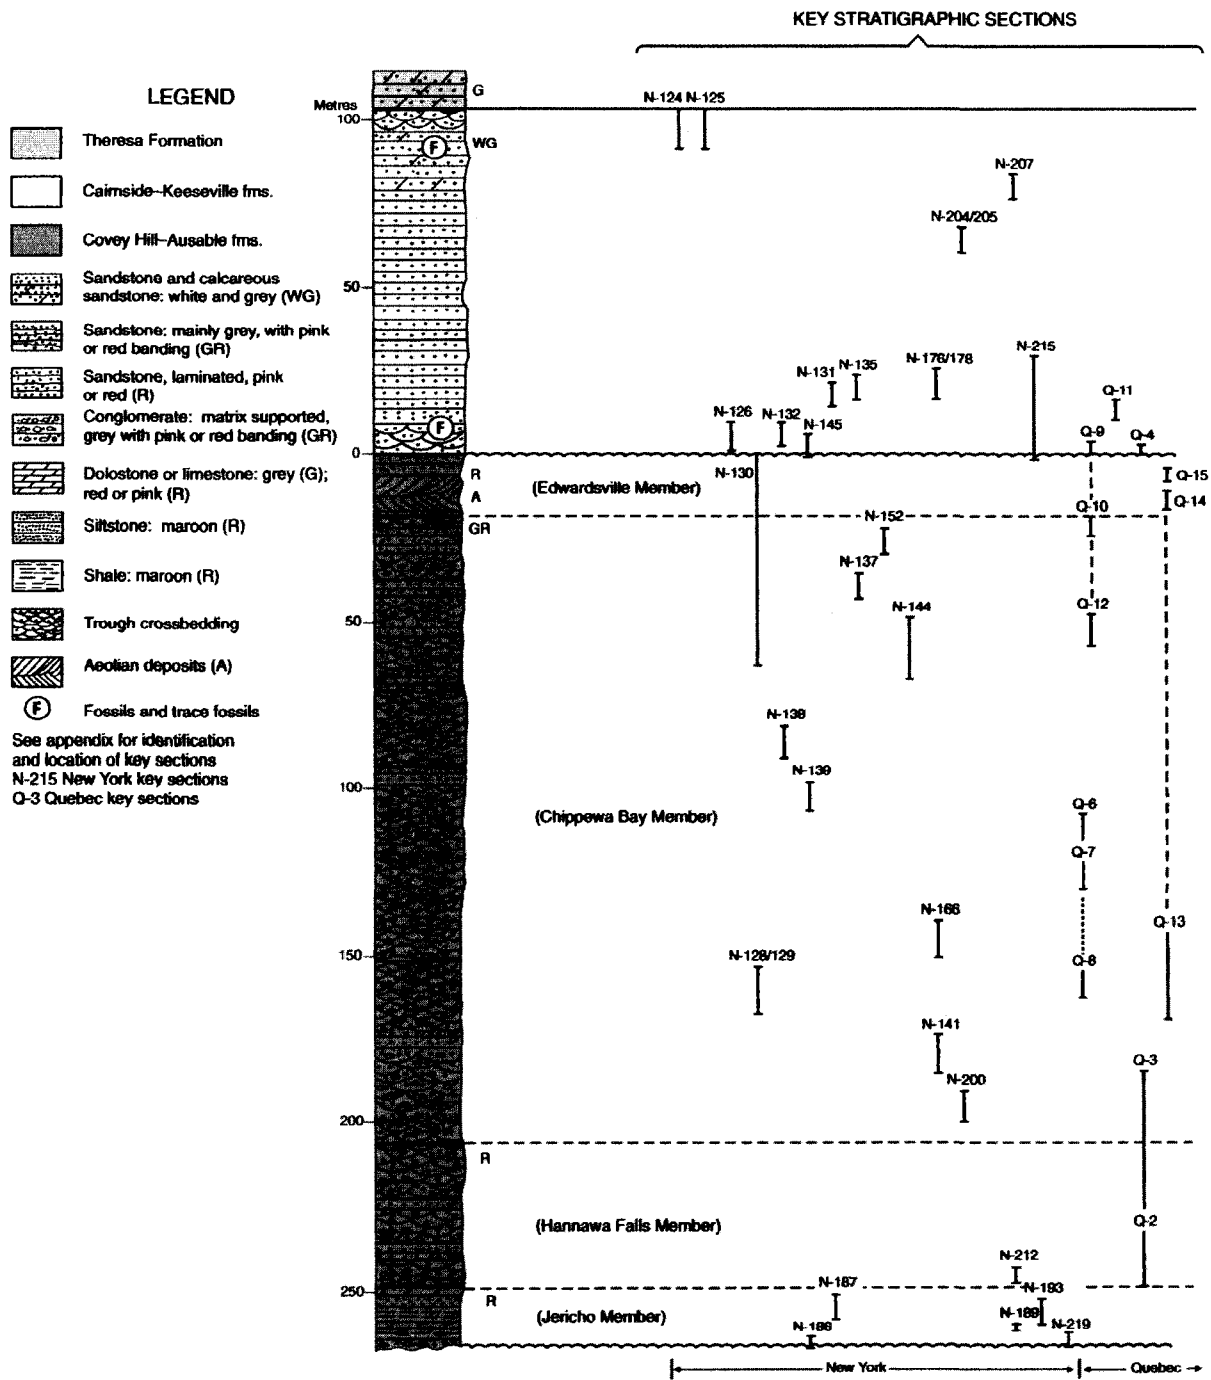 KEY STRATIGRAPHIC SECTIONS
LEGEND
Theresa Formation
Cairnside–Keeseville fms.
Covey Hill–Ausable fms.
Sandstone and calcareous
sandstone: white and grey (WG)
Sandstone: mainly grey, with pink
or red banding (GR)
Sandstone, laminated, pink
or red (R)
Conglomerate: matrix supported,
grey with pink or red banding (GR)
Dolostone or limestone: grey (G);
red or pink (R)
Siltstone: maroon (R)
Shale: maroon (R)
Trough crossbedding
Aeolian deposits (A)
F
Fossils and trace fossils
See appendix for identification
and location of key sections
N-215 New York key sections
Q-3 Quebec key sections
Metres
100
50
0
50
100
150
200
250
G
WG
F
F
R
A
GR
R
R
N-124 N-125
N-207
N-204/205
N-215
N-176/178
N-135
N-131
Q-11
N-126
N-132
N-145
Q-9
Q-4
N-130
(Edwardsville Member)
Q-15
Q-14
Q-10
N-152
N-137
N-144
Q-12
N-138
N-139
(Chippewa Bay Member)
Q-6
Q-7
N-166
Q-13
N-128/129
Q-8
N-141
Q-3
N-200
(Hannawa Falls Member)
Q-2
N-212
N-187
N-193
(Jericho Member)
N-189
N-219
N-186
New York
Quebec